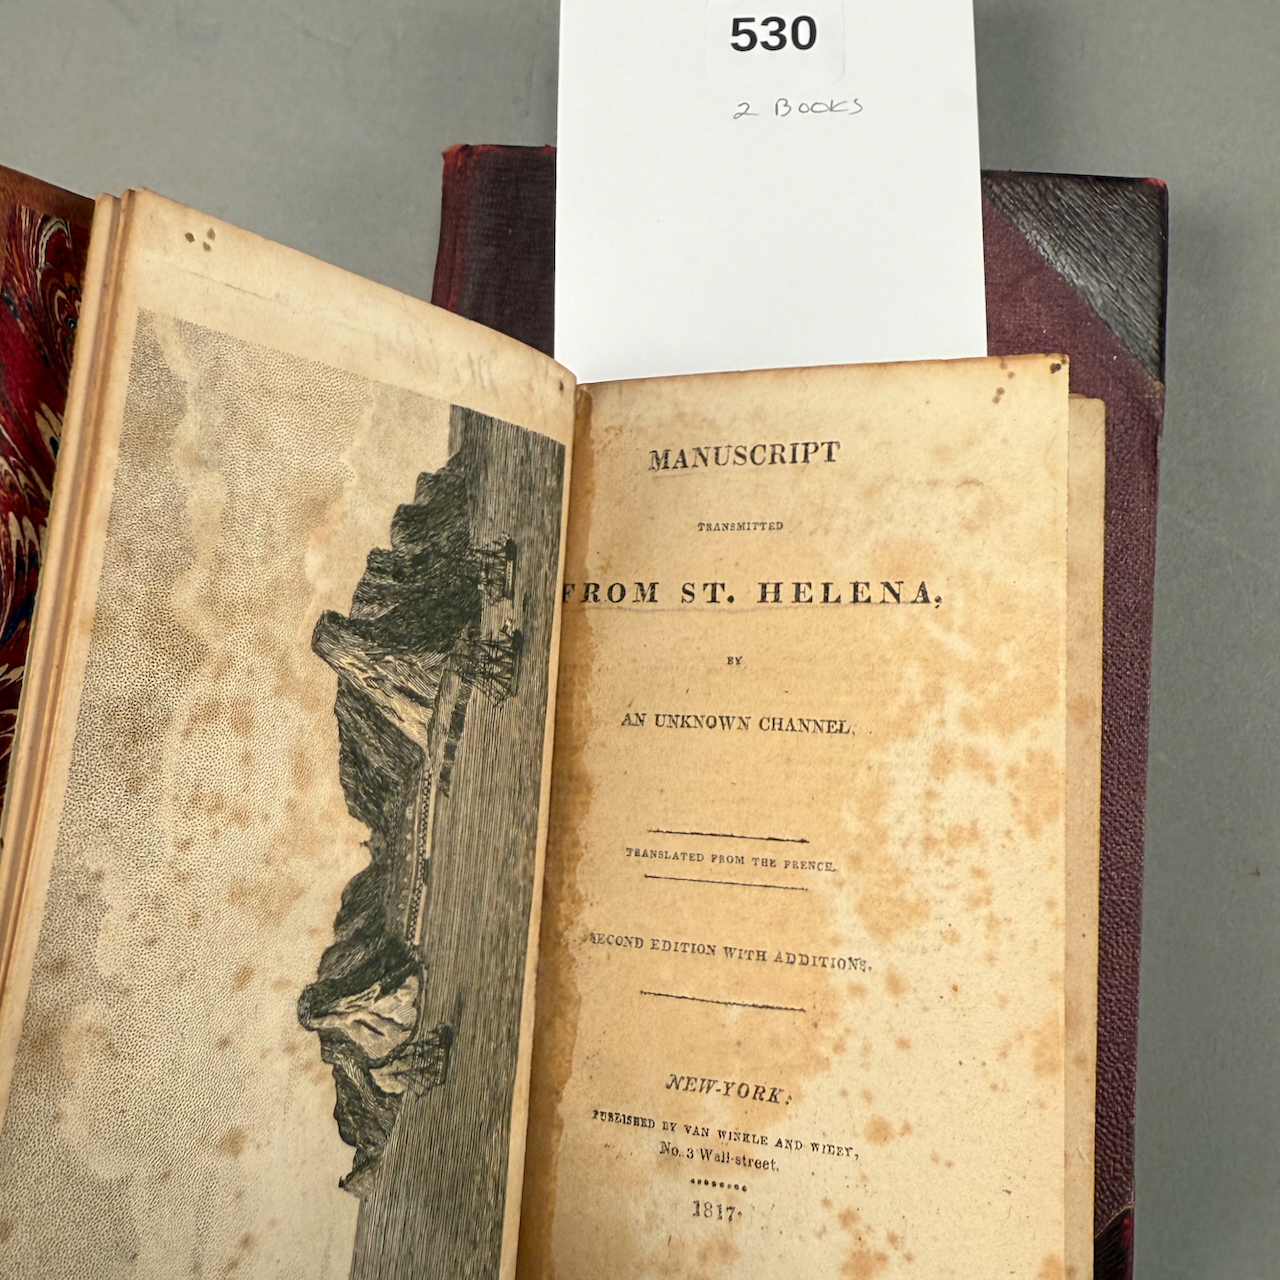 530
2 BOOKS
MANUSCRIPT
TRANSMITTED
FROM ST. HELENA,
BY
AN UNKNOWN CHANNEL.
TRANSLATED FROM THE FRENCH.
SECOND EDITION WITH ADDITIONS.
NEW-YORK:
PUBLISHED BY VAN WINKLE AND WILEY,
No. 3 Wall-street.
1817.